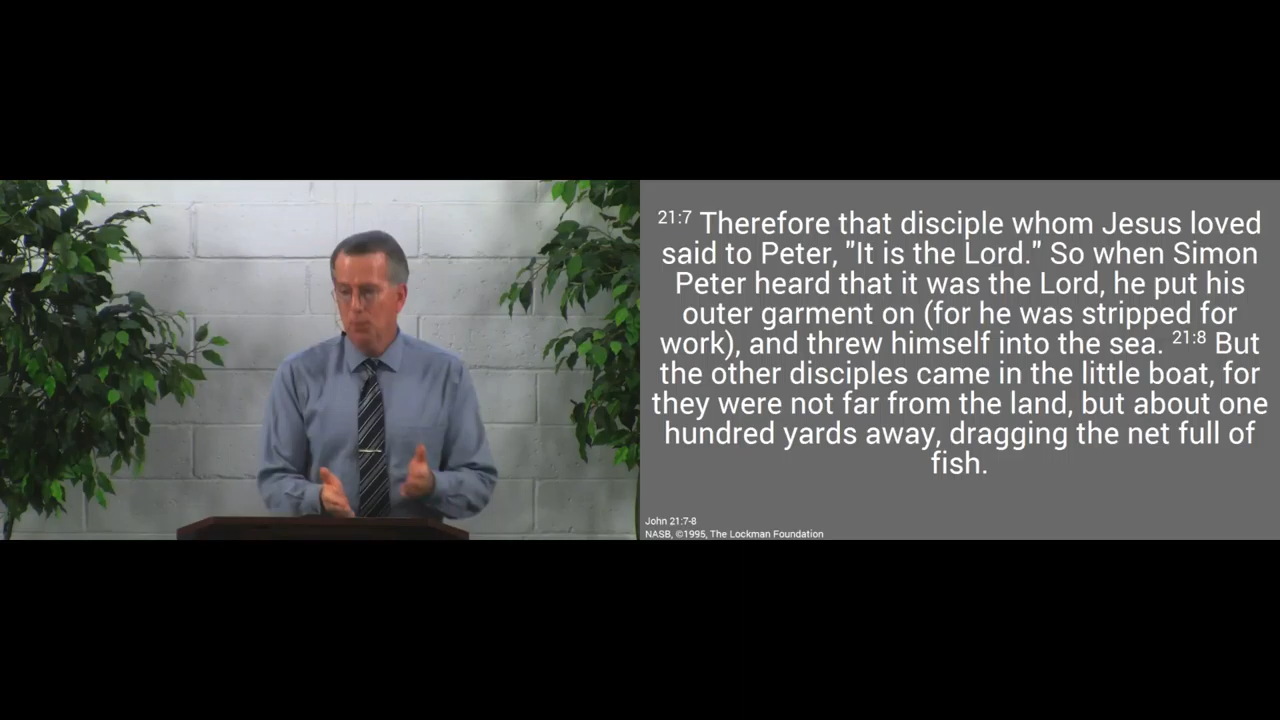 21:7 Therefore that disciple whom Jesus loved
said to Peter, "It is the Lord." So when Simon
Peter heard that it was the Lord, he put his
outer garment on (for he was stripped for
work), and threw himself into the sea. 21:8 But
the other disciples came in the little boat, for
they were not far from the land, but about one
hundred yards away, dragging the net full of
fish.
John 21:7-8
NASB, ©1995, The Lockman Foundation